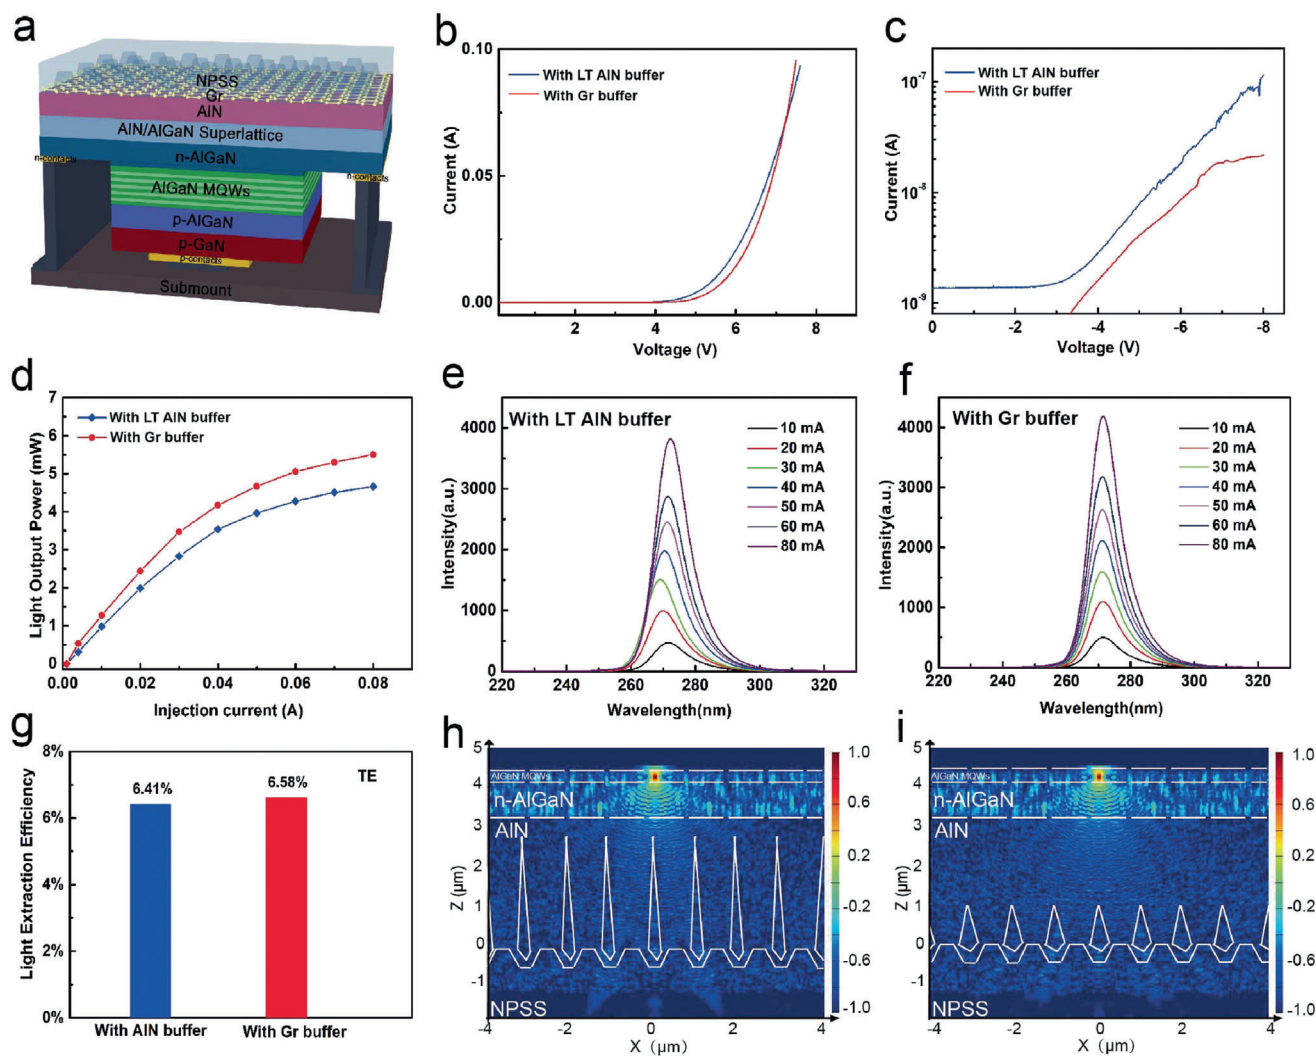 a
NPSS
Gr
AlN
AlN/AlGaN Superlattice
n-AlGaN
n-contacts
n-contacts
AlGaN MQWs
p-AlGaN
p-GaN
p-contacts
Submount
b
0.10
0.05
0.00
With LT AlN buffer
With Gr buffer
Current (A)
2 4 6 8
Voltage (V)
c
10-7
10-8
10-9
With LT AlN buffer
With Gr buffer
Current (A)
0 -2 -4 -6 -8
Voltage (V)
d
7
6
5
4
3
2
1
0
With LT AlN buffer
With Gr buffer
Light Output Power (mW)
0.00 0.02 0.04 0.06 0.08
Injection current (A)
e
With LT AlN buffer
4000
3000
2000
1000
0
10 mA
20 mA
30 mA
40 mA
50 mA
60 mA
80 mA
Intensity(a.u.)
220 240 260 280 300 320
Wavelength(nm)
f
With Gr buffer
4000
3000
2000
1000
0
10 mA
20 mA
30 mA
40 mA
50 mA
60 mA
80 mA
Intensity(a.u.)
220 240 260 280 300 320
Wavelength(nm)
g
8%
6%
4%
2%
0%
TE
6.41%
6.58%
Light Extraction Efficiency
With AlN buffer
With Gr buffer
h
5
4
3
2
1
0
-1
Z (μm)
AlGaN MQWs
n-AlGaN
AlN
NPSS
1.0
0.6
0.2
-0.2
-0.6
-1.0
-4 -2 0 2 4
X (μm)
i
5
4
3
2
1
0
-1
Z (μm)
AlGaN MQWs
n-AlGaN
AlN
NPSS
1.0
0.6
0.2
-0.2
-0.6
-1.0
-4 -2 0 2 4
X (μm)